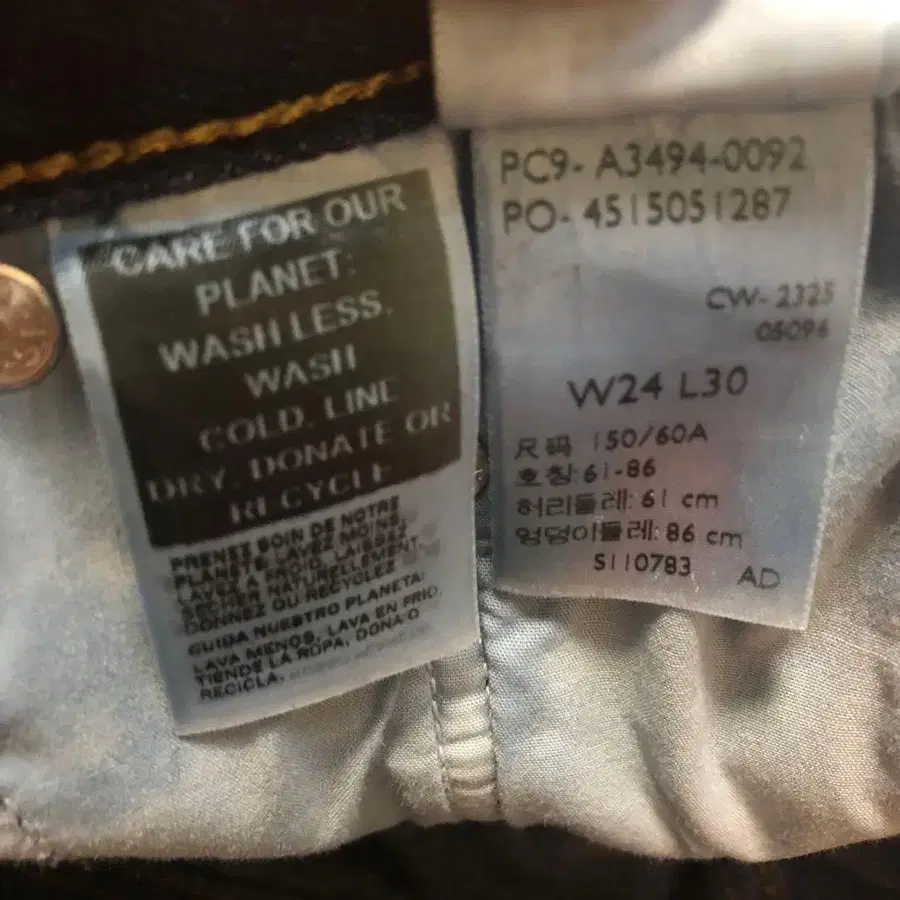 CARE FOR OUR
PLANET:
WASH LESS,
WASH
COLD, LINE
DRY, DONATE OR
RECYCLE
PRENEZ SOIN DE NOTRE
PLANÈTE: LAVEZ MOINS,
LAVEZ À FROID, LAISSEZ
SÉCHER NATURELLEMENT,
DONNEZ OU RECYCLEZ
GUIDA NUESTRO PLANETA:
LAVA MENOS, LAVA EN FRIO,
TIENDE LA ROPA, DONA O
RECICLA.
PC9- A3494-0092
PO- 4515051287
CW- 2325
05096
W24 L30
尺码 150/60A
호칭: 61-86
허리둘레: 61 cm
엉덩이둘레: 86 cm
S110783
AD